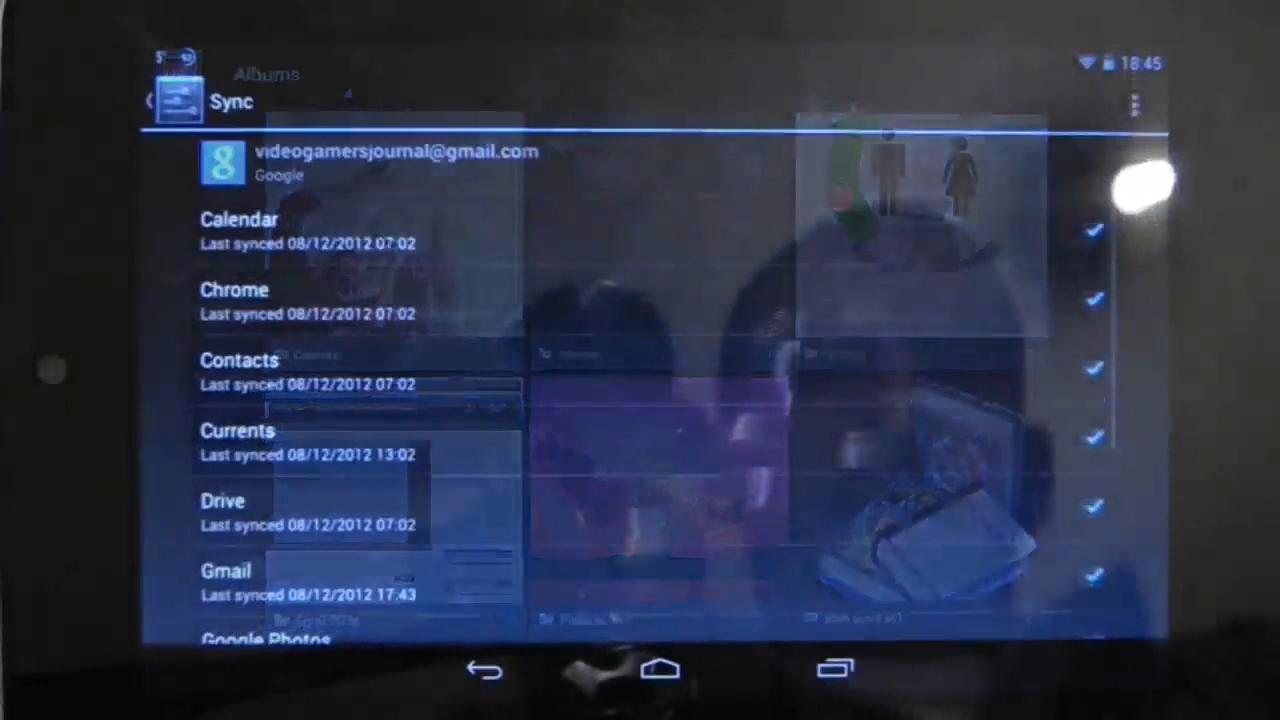 Albums
18:45
Sync
8
videogamersjournal@gmail.com
Google
Calendar
Last synced 08/12/2012 07:02
Chrome
Last synced 08/12/2012 07:02
Contacts
Last synced 08/12/2012 07:02
Currents
Last synced 08/12/2012 13:02
Drive
Last synced 08/12/2012 07:02
Gmail
Last synced 08/12/2012 17:43
Google Photos